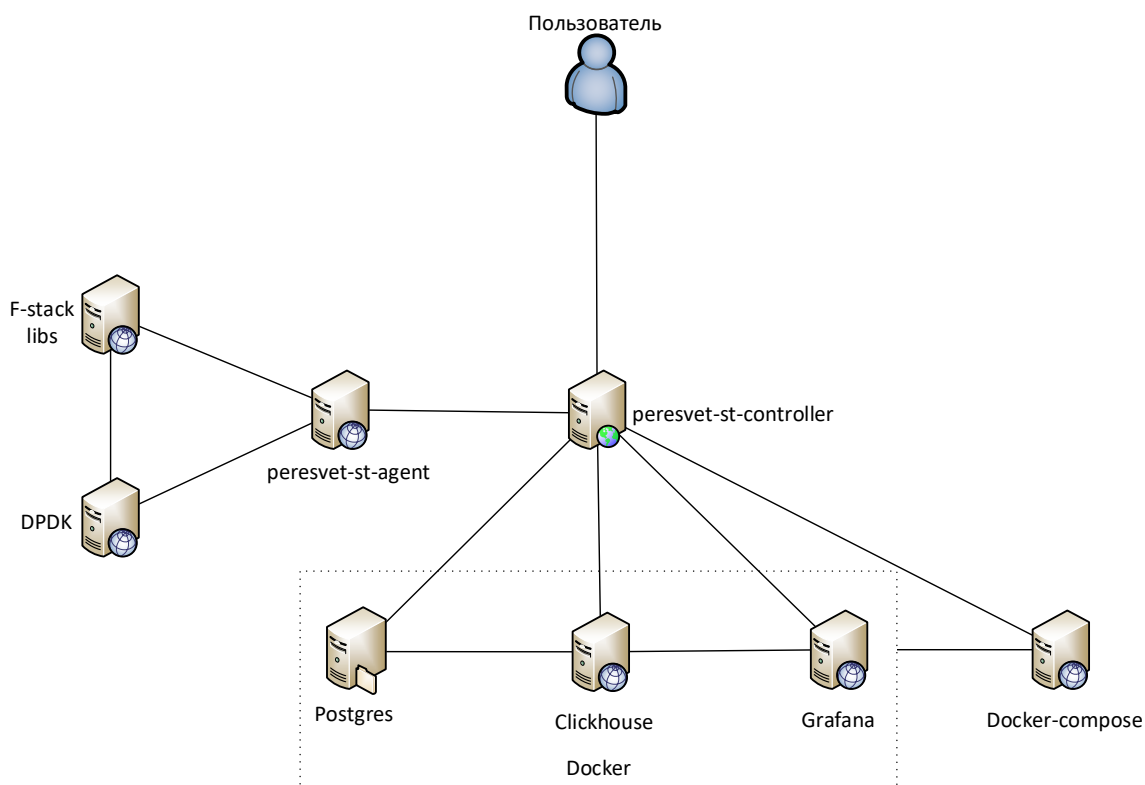 Пользователь
F-stack
libs
peresvet-st-controller
peresvet-st-agent
DPDK
Postgres
Clickhouse
Grafana
Docker-compose
Docker